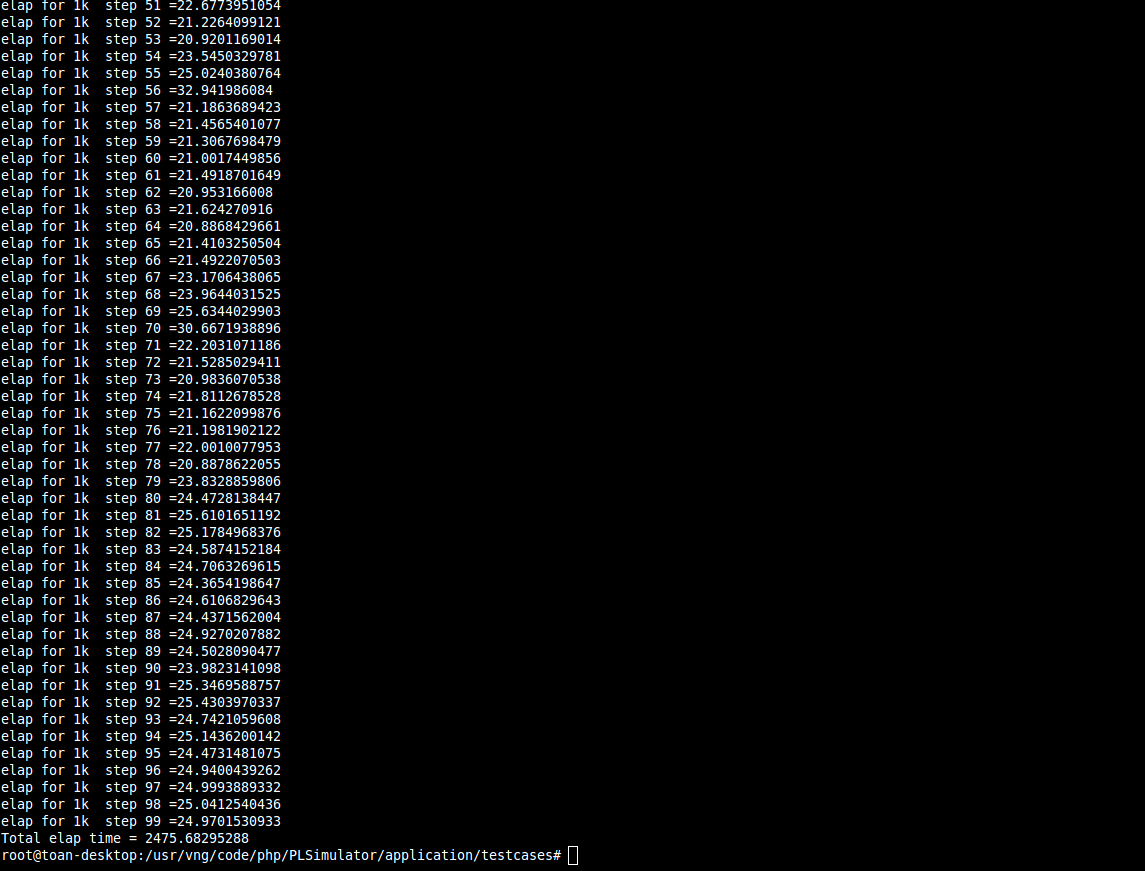 elap for 1k  step 51 =22.6773951054
elap for 1k  step 52 =21.2264099121
elap for 1k  step 53 =20.9201169014
elap for 1k  step 54 =23.5450329781
elap for 1k  step 55 =25.0240380764
elap for 1k  step 56 =32.941986084
elap for 1k  step 57 =21.1863689423
elap for 1k  step 58 =21.4565401077
elap for 1k  step 59 =21.3067698479
elap for 1k  step 60 =21.0017449856
elap for 1k  step 61 =21.4918701649
elap for 1k  step 62 =20.953166008
elap for 1k  step 63 =21.624270916
elap for 1k  step 64 =20.8868429661
elap for 1k  step 65 =21.4103250504
elap for 1k  step 66 =21.4922070503
elap for 1k  step 67 =23.1706438065
elap for 1k  step 68 =23.9644031525
elap for 1k  step 69 =25.6344029903
elap for 1k  step 70 =30.6671938896
elap for 1k  step 71 =22.2031071186
elap for 1k  step 72 =21.5285029411
elap for 1k  step 73 =20.9836070538
elap for 1k  step 74 =21.8112678528
elap for 1k  step 75 =21.1622099876
elap for 1k  step 76 =21.1981902122
elap for 1k  step 77 =22.0010077953
elap for 1k  step 78 =20.8878622055
elap for 1k  step 79 =23.8328859806
elap for 1k  step 80 =24.4728138447
elap for 1k  step 81 =25.6101651192
elap for 1k  step 82 =25.1784968376
elap for 1k  step 83 =24.5874152184
elap for 1k  step 84 =24.7063269615
elap for 1k  step 85 =24.3654198647
elap for 1k  step 86 =24.6106829643
elap for 1k  step 87 =24.4371562004
elap for 1k  step 88 =24.9270207882
elap for 1k  step 89 =24.5028090477
elap for 1k  step 90 =23.9823141098
elap for 1k  step 91 =25.3469588757
elap for 1k  step 92 =25.4303970337
elap for 1k  step 93 =24.7421059608
elap for 1k  step 94 =25.1436200142
elap for 1k  step 95 =24.4731481075
elap for 1k  step 96 =24.9400439262
elap for 1k  step 97 =24.9993889332
elap for 1k  step 98 =25.0412540436
elap for 1k  step 99 =24.9701530933
Total elap time = 2475.68295288
root@toan-desktop:/usr/vng/code/php/PLSimulator/application/testcases#